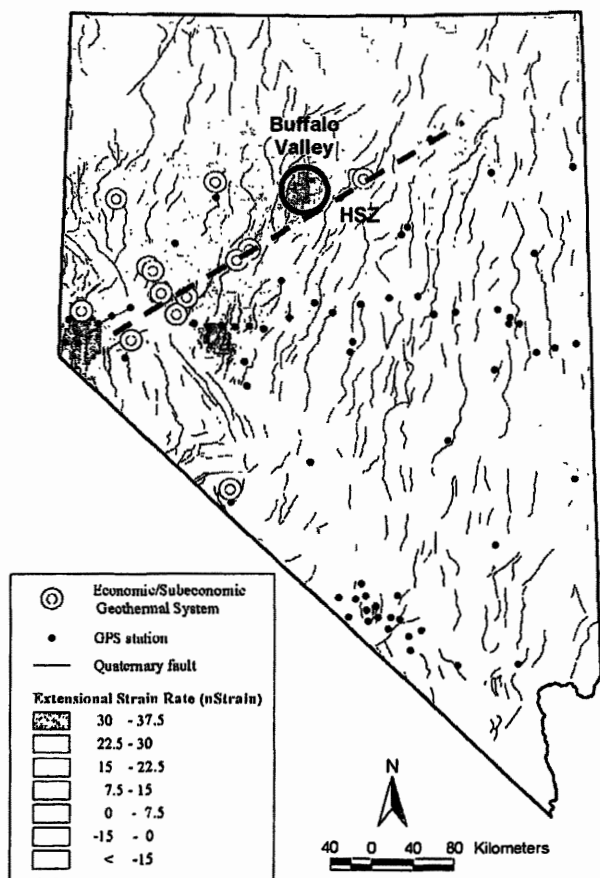 Buffalo
Valley
HSZ
Economic/Subeconomic
Geothermal System
GPS station
Quaternary fault
Extensional Strain Rate (nStrain)
30 - 37.5
22.5 - 30
15 - 22.5
7.5 - 15
0 - 7.5
-15 - 0
< -15
N
40 0 40 80 Kilometers